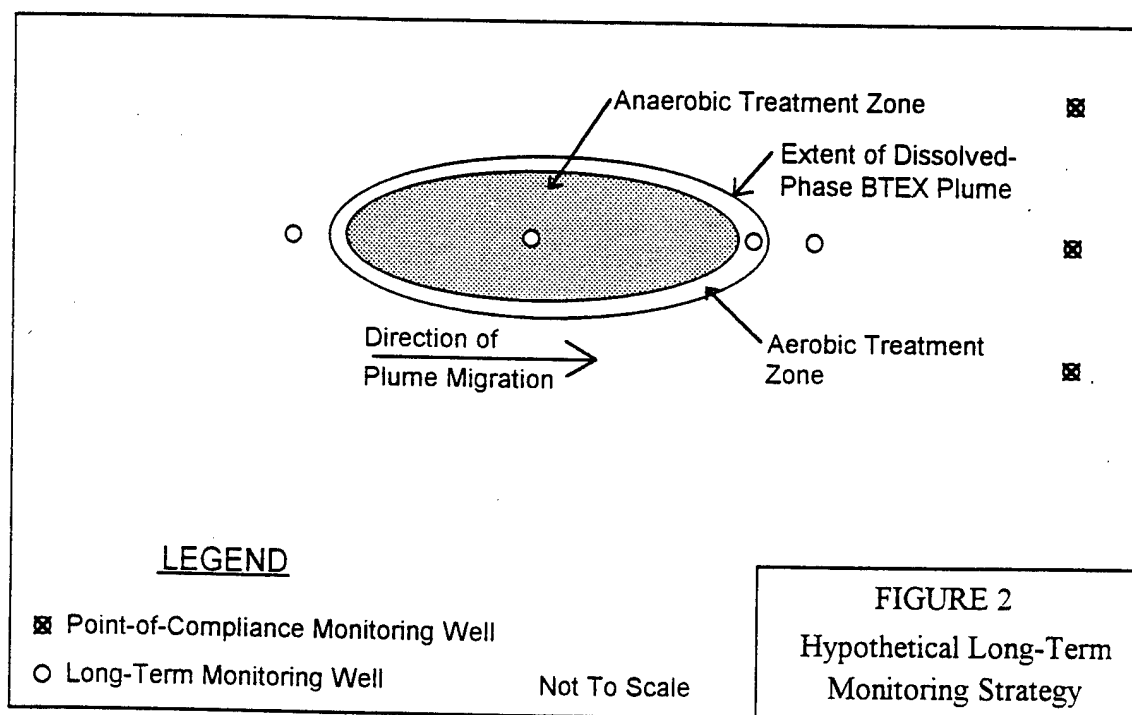 Anaerobic Treatment Zone
Extent of Dissolved-
Phase BTEX Plume
Direction of
Plume Migration
Aerobic Treatment
Zone
LEGEND
Point-of-Compliance Monitoring Well
Long-Term Monitoring Well
Not To Scale
FIGURE 2
Hypothetical Long-Term
Monitoring Strategy